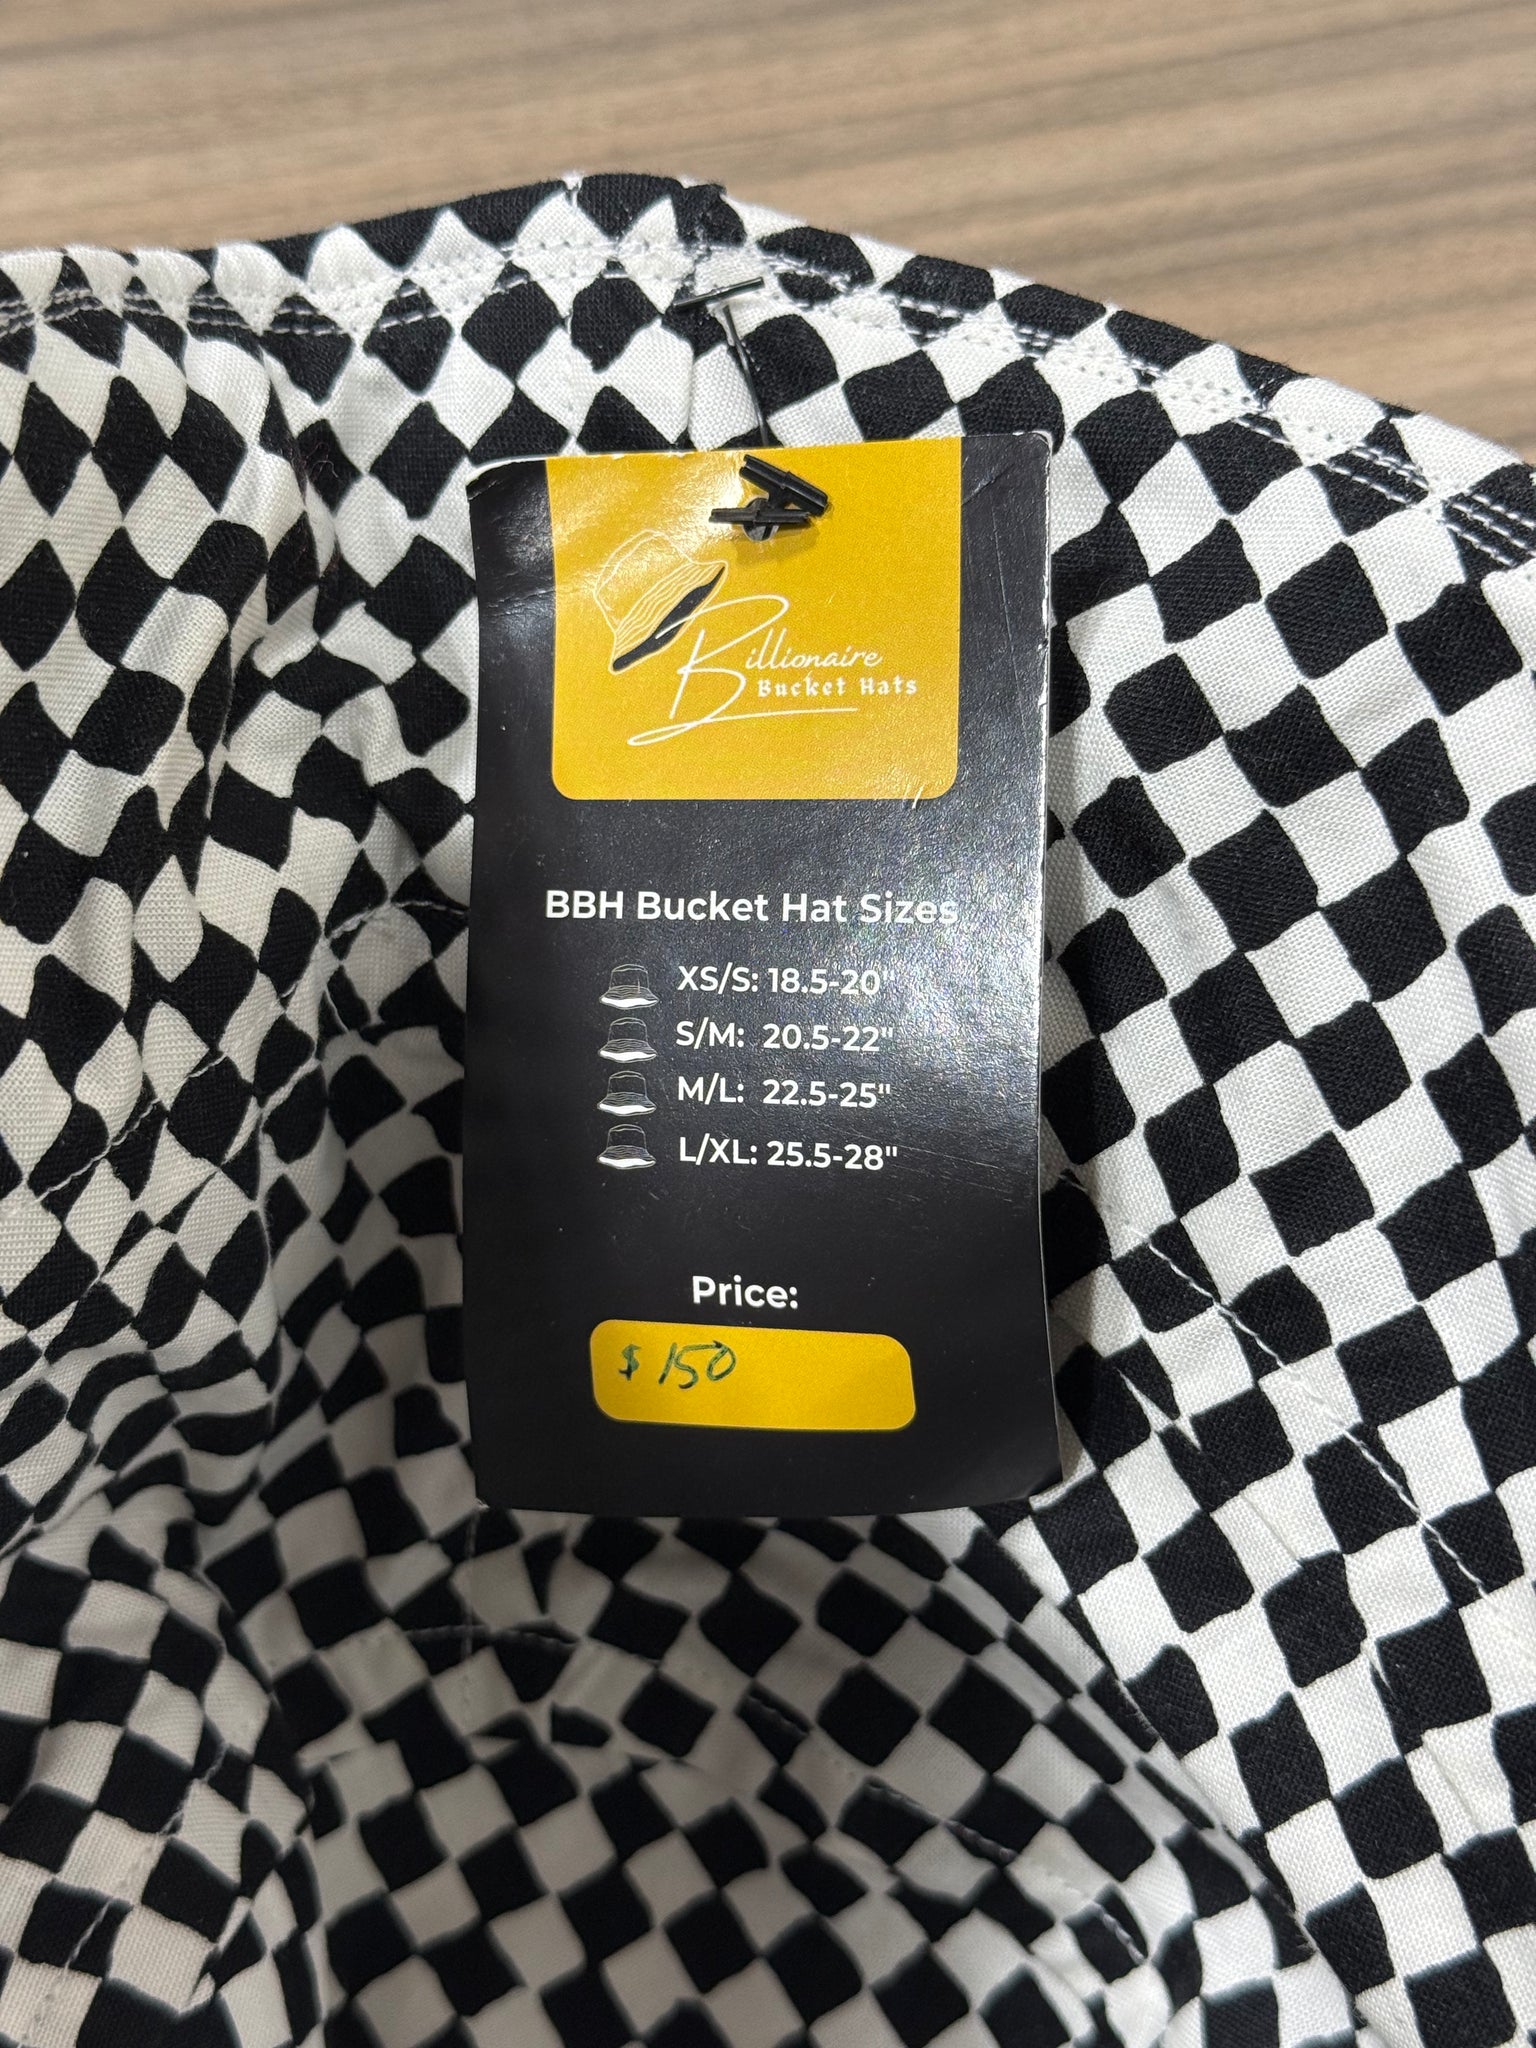 Billionaire
Bucket Hats
BBH Bucket Hat Sizes
XS/S: 18.5-20"
S/M: 20.5-22"
M/L: 22.5-25"
L/XL: 25.5-28"
Price:
$ 150